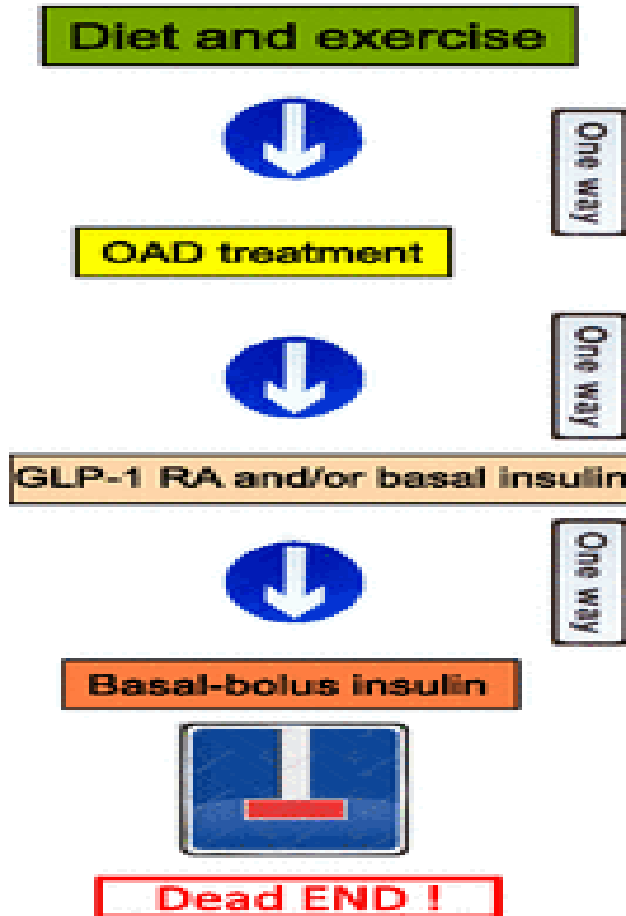 Diet and exercise
One way
OAD treatment
One way
GLP-1 RA and/or basal insulin
One way
Basal-bolus insulin
Dead END !